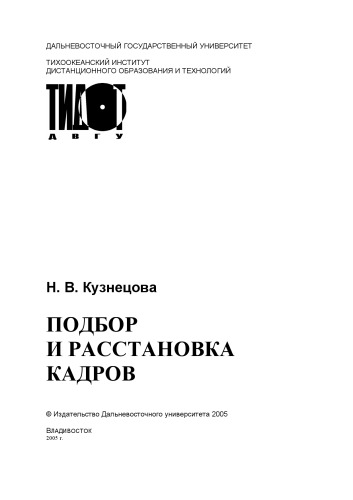 ДАЛЬНЕВОСТОЧНЫЙ ГОСУДАРСТВЕННЫЙ УНИВЕРСИТЕТ
ТИХООКЕАНСКИЙ ИНСТИТУТ
ДИСТАНЦИОННОГО ОБРАЗОВАНИЯ И ТЕХНОЛОГИЙ
ТИДОТ
ДВГУ
Н. В. Кузнецова
ПОДБОР
И РАССТАНОВКА
КАДРОВ
© Издательство Дальневосточного университета 2005
ВЛАДИВОСТОК
2005 г.